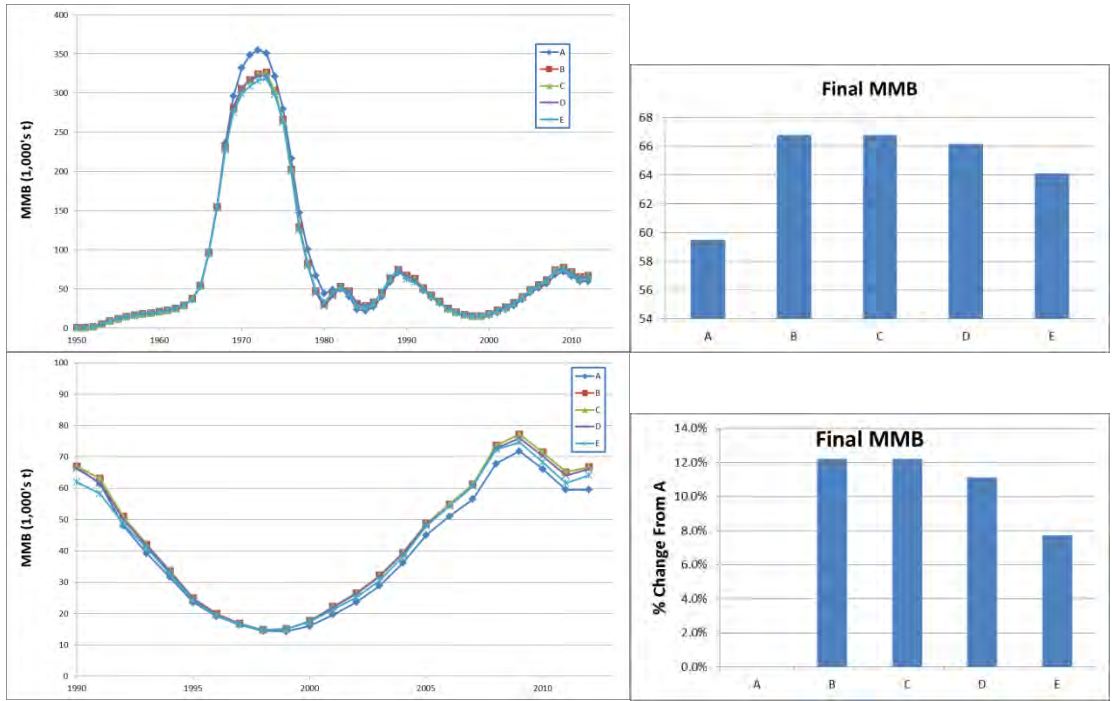 400
350
300
250
200
150
100
50
0
MMB (1,000's t)
1950 1960 1970 1980 1990 2000 2010
A
B
C
D
E
Final MMB
68
66
64
62
60
58
56
54
A B C D E
100
90
80
70
60
50
40
30
20
10
0
MMB (1,000's t)
1990 1995 2000 2005 2010
A
B
C
D
E
Final MMB
% Change From A
14.0%
12.0%
10.0%
8.0%
6.0%
4.0%
2.0%
0.0%
A B C D E